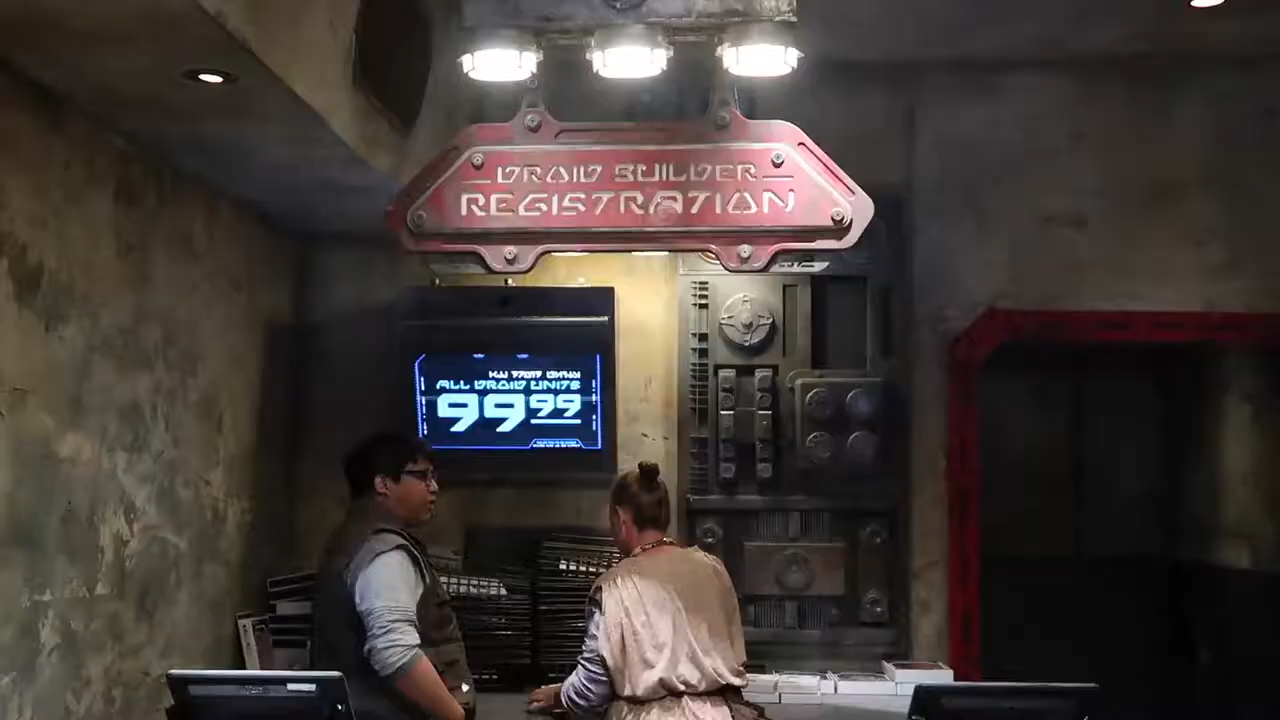 DROID BUILDER
REGISTRATION
ALL DROID UNITS
99 99